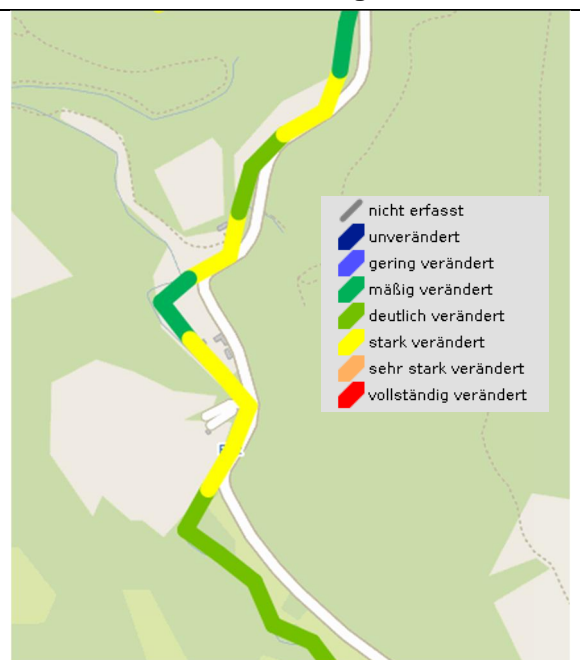 nicht erfasst
unverändert
gering verändert
mäßig verändert
deutlich verändert
stark verändert
sehr stark verändert
vollständig verändert